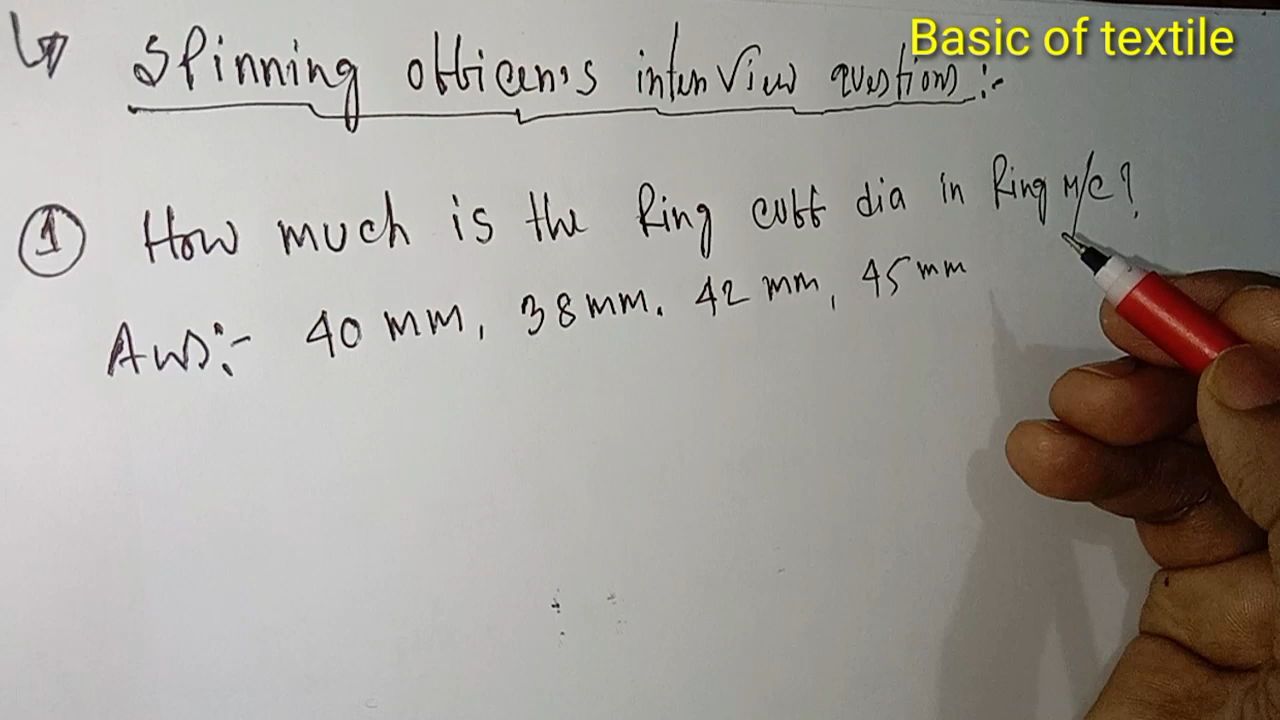 Basic of textile
Spinning officer's interview questions:-
① How much is the Ring cuff dia in Ring M/C?
Ans:- 40 mm, 38 mm. 42 mm, 45 mm